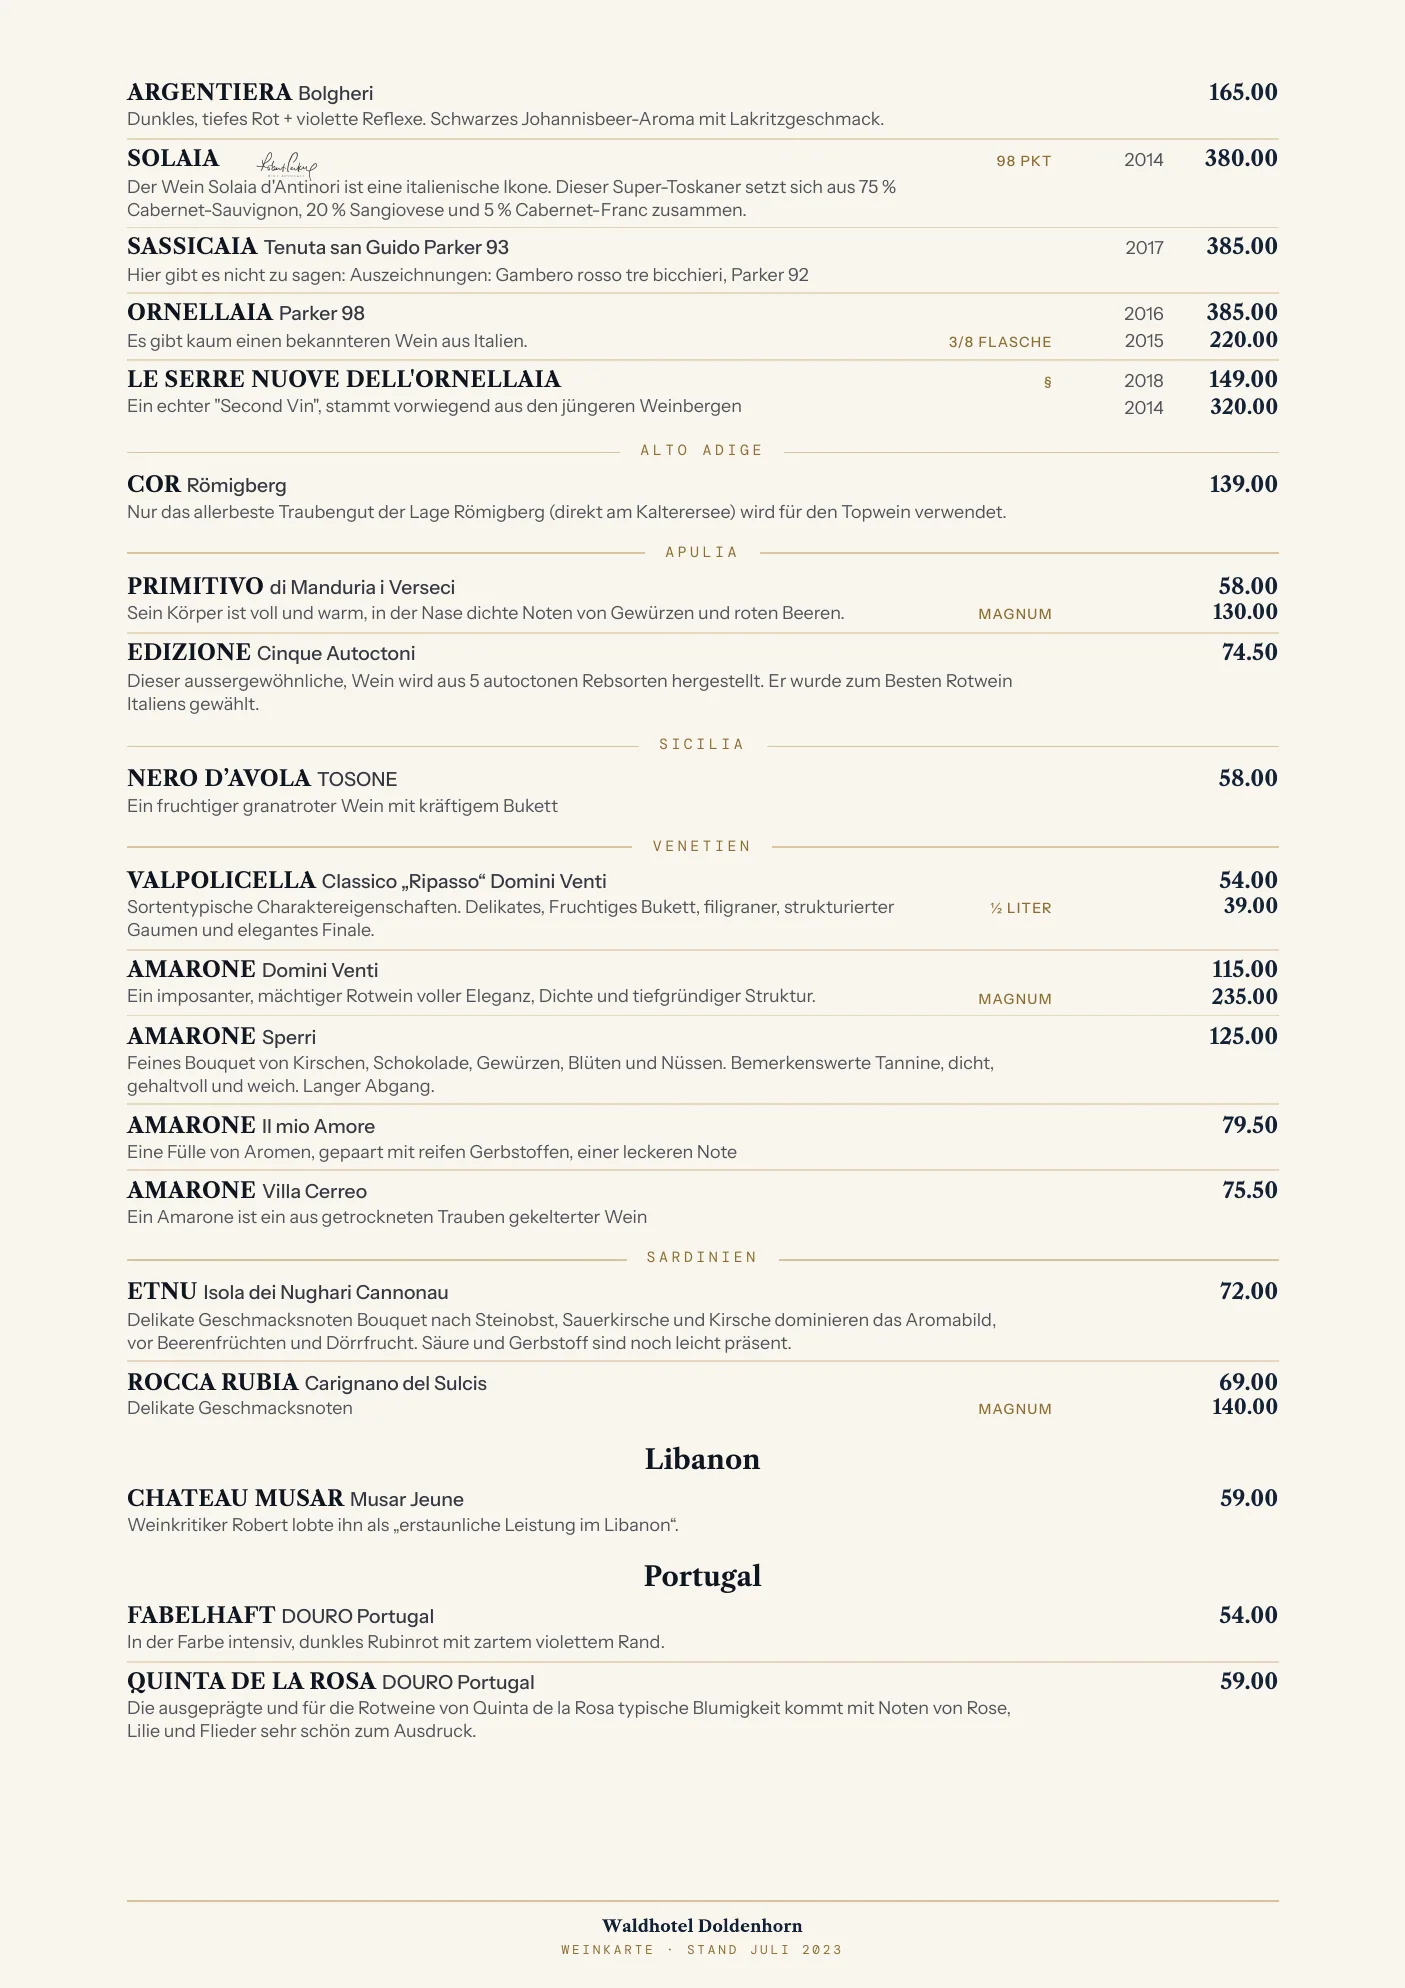 ARGENTIERA Bolgheri 165.00
Dunkles, tiefes Rot + violette Reflexe. Schwarzes Johannisbeer-Aroma mit Lakritzgeschmack.
SOLAIA 98 PKT 2014 380.00
Der Wein Solaia d'Antinori ist eine italienische Ikone. Dieser Super-Toskaner setzt sich aus 75 %
Cabernet-Sauvignon, 20 % Sangiovese und 5 % Cabernet-Franc zusammen.
SASSICAIA Tenuta san Guido Parker 93 2017 385.00
Hier gibt es nicht zu sagen: Auszeichnungen: Gambero rosso tre bicchieri, Parker 92
ORNELLAIA Parker 98 2016 385.00
Es gibt kaum einen bekannteren Wein aus Italien. 3/8 FLASCHE 2015 220.00
LE SERRE NUOVE DELL'ORNELLAIA § 2018 149.00
Ein echter "Second Vin", stammt vorwiegend aus den jüngeren Weinbergen 2014 320.00
ALTO ADIGE
COR Römigberg 139.00
Nur das allerbeste Traubengut der Lage Römigberg (direkt am Kalterersee) wird für den Topwein verwendet.
APULIA
PRIMITIVO di Manduria i Verseci 58.00
Sein Körper ist voll und warm, in der Nase dichte Noten von Gewürzen und roten Beeren. MAGNUM 130.00
EDIZIONE Cinque Autoctoni 74.50
Dieser aussergewöhnliche, Wein wird aus 5 autoctonen Rebsorten hergestellt. Er wurde zum Besten Rotwein
Italiens gewählt.
SICILIA
NERO D’AVOLA TOSONE 58.00
Ein fruchtiger granatroter Wein mit kräftigem Bukett
VENETIEN
VALPOLICELLA Classico „Ripasso“ Domini Venti 54.00
Sortentypische Charaktereigenschaften. Delikates, Fruchtiges Bukett, filigraner, strukturierter ½ LITER 39.00
Gaumen und elegantes Finale.
AMARONE Domini Venti 115.00
Ein imposanter, mächtiger Rotwein voller Eleganz, Dichte und tiefgründiger Struktur. MAGNUM 235.00
AMARONE Sperri 125.00
Feines Bouquet von Kirschen, Schokolade, Gewürzen, Blüten und Nüssen. Bemerkenswerte Tannine, dicht,
gehaltvoll und weich. Langer Abgang.
AMARONE Il mio Amore 79.50
Eine Fülle von Aromen, gepaart mit reifen Gerbstoffen, einer leckeren Note
AMARONE Villa Cerreo 75.50
Ein Amarone ist ein aus getrockneten Trauben gekelterter Wein
SARDINIEN
ETNU Isola dei Nughari Cannonau 72.00
Delikate Geschmacksnoten Bouquet nach Steinobst, Sauerkirsche und Kirsche dominieren das Aromabild,
vor Beerenfrüchten und Dörrfrucht. Säure und Gerbstoff sind noch leicht präsent.
ROCCA RUBIA Carignano del Sulcis 69.00
Delikate Geschmacksnoten MAGNUM 140.00
Libanon
CHATEAU MUSAR Musar Jeune 59.00
Weinkritiker Robert lobte ihn als „erstaunliche Leistung im Libanon“.
Portugal
FABELHAFT DOURO Portugal 54.00
In der Farbe intensiv, dunkles Rubinrot mit zartem violettem Rand.
QUINTA DE LA ROSA DOURO Portugal 59.00
Die ausgeprägte und für die Rotweine von Quinta de la Rosa typische Blumigkeit kommt mit Noten von Rose,
Lilie und Flieder sehr schön zum Ausdruck.
Waldhotel Doldenhorn
WEINKARTE · STAND JULI 2023